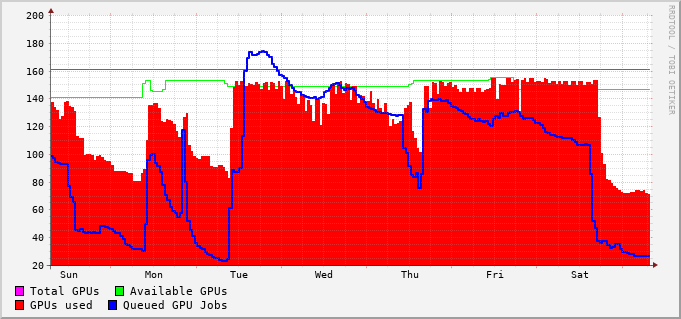 200
180
160
140
120
100
80
60
40
20
Sun Mon Tue Wed Thu Fri Sat
Total GPUs Available GPUs
GPUs used Queued GPU Jobs
RRDTOOL / TOBI OETIKER